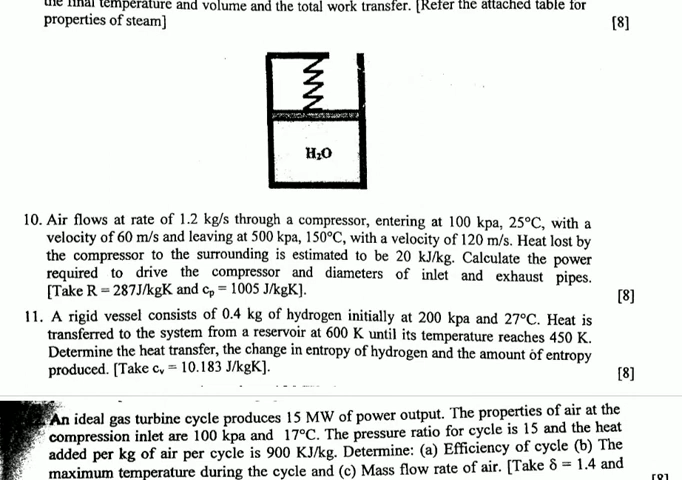 the final temperature and volume and the total work transfer. [Refer the attached table for
properties of steam] [8]
H₂O
10. Air flows at rate of 1.2 kg/s through a compressor, entering at 100 kpa, 25°C, with a
velocity of 60 m/s and leaving at 500 kpa, 150°C, with a velocity of 120 m/s. Heat lost by
the compressor to the surrounding is estimated to be 20 kJ/kg. Calculate the power
required to drive the compressor and diameters of inlet and exhaust pipes.
[Take R = 287J/kgK and cₚ = 1005 J/kgK]. [8]
11. A rigid vessel consists of 0.4 kg of hydrogen initially at 200 kpa and 27°C. Heat is
transferred to the system from a reservoir at 600 K until its temperature reaches 450 K.
Determine the heat transfer, the change in entropy of hydrogen and the amount of entropy
produced. [Take cᵥ = 10.183 J/kgK]. [8]
An ideal gas turbine cycle produces 15 MW of power output. The properties of air at the
compression inlet are 100 kpa and 17°C. The pressure ratio for cycle is 15 and the heat
added per kg of air per cycle is 900 KJ/kg. Determine: (a) Efficiency of cycle (b) The
maximum temperature during the cycle and (c) Mass flow rate of air. [Take δ = 1.4 and
[8]